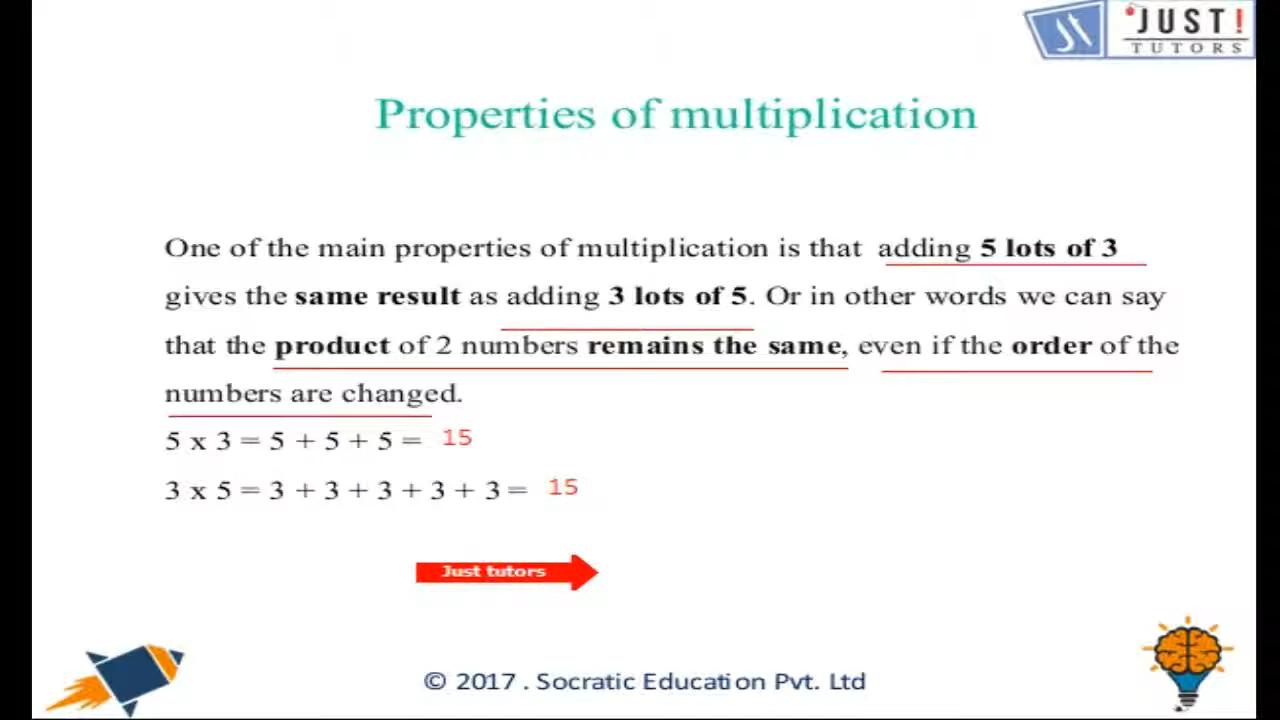 JUST!
TUTORS
Properties of multiplication
One of the main properties of multiplication is that adding 5 lots of 3
gives the same result as adding 3 lots of 5. Or in other words we can say
that the product of 2 numbers remains the same, even if the order of the
numbers are changed.
5 x 3 = 5 + 5 + 5 = 15
3 x 5 = 3 + 3 + 3 + 3 + 3 = 15
Just tutors
© 2017 . Socratic Education Pvt. Ltd